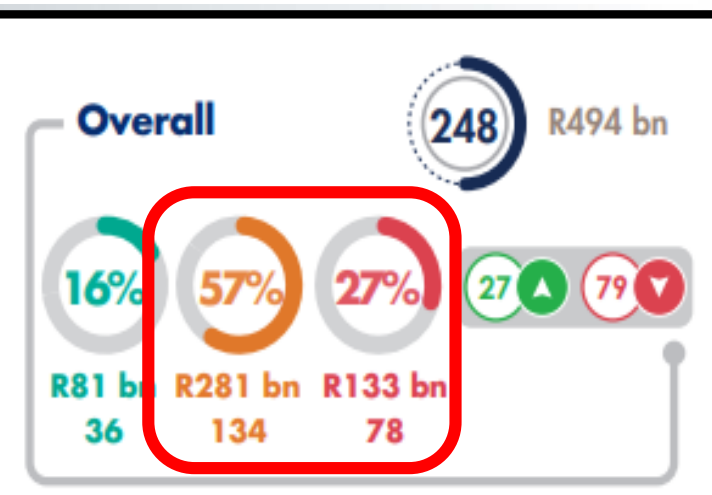 Overall
248 R494 bn
16% 57% 27% 27 79
R81 bn R281 bn R133 bn
36 134 78